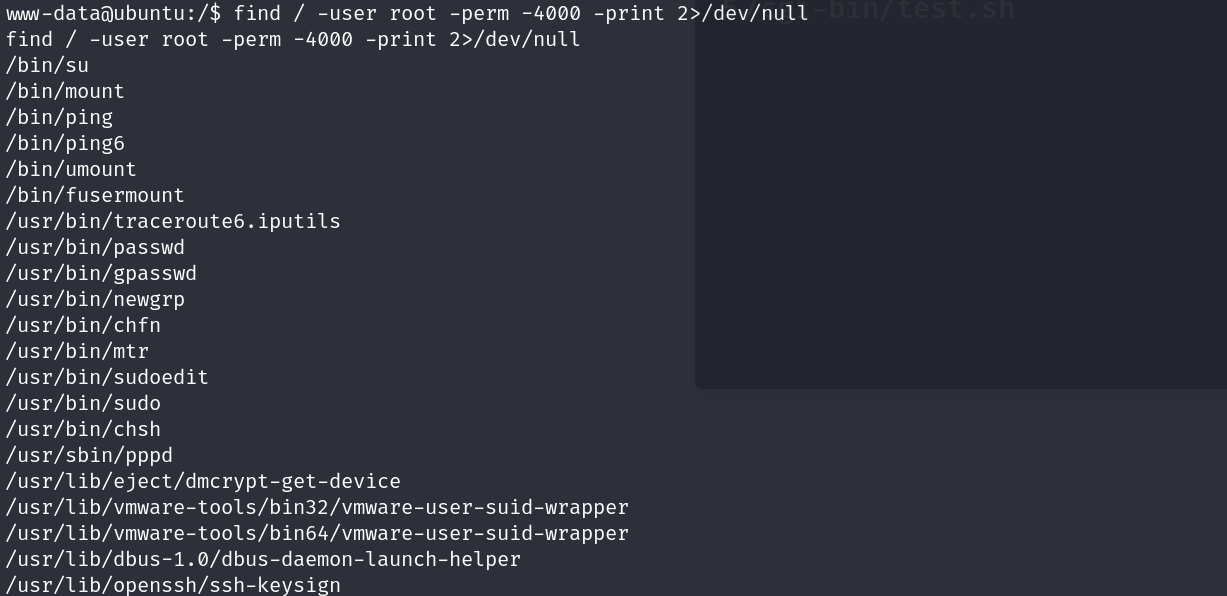 www-data@ubuntu:/$ find / -user root -perm -4000 -print 2>/dev/null
find / -user root -perm -4000 -print 2>/dev/null
/bin/su
/bin/mount
/bin/ping
/bin/ping6
/bin/umount
/bin/fusermount
/usr/bin/traceroute6.iputils
/usr/bin/passwd
/usr/bin/gpasswd
/usr/bin/newgrp
/usr/bin/chfn
/usr/bin/mtr
/usr/bin/sudoedit
/usr/bin/sudo
/usr/bin/chsh
/usr/sbin/pppd
/usr/lib/eject/dmcrypt-get-device
/usr/lib/vmware-tools/bin32/vmware-user-suid-wrapper
/usr/lib/vmware-tools/bin64/vmware-user-suid-wrapper
/usr/lib/dbus-1.0/dbus-daemon-launch-helper
/usr/lib/openssh/ssh-keysign